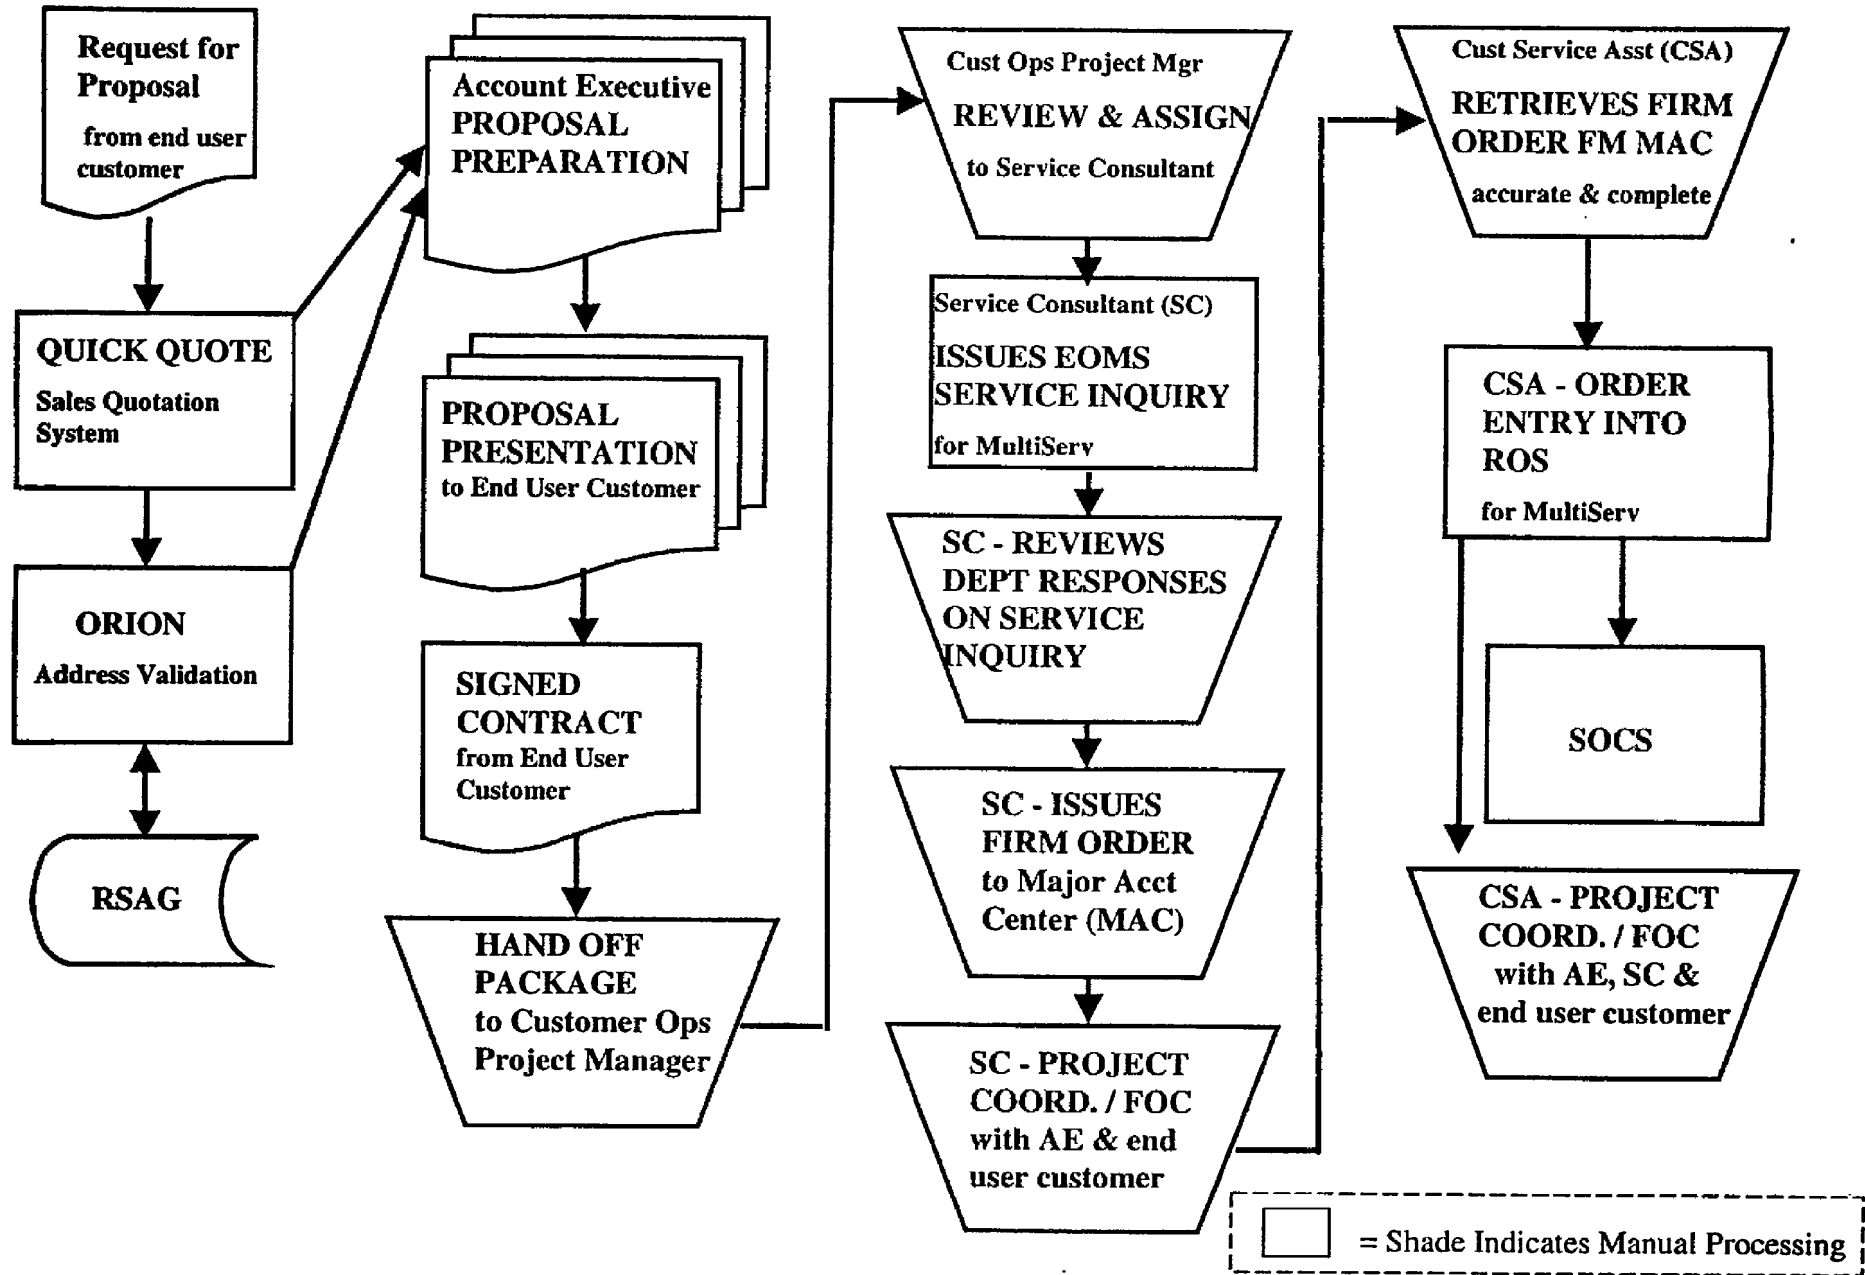 Request for
Proposal
from end user
customer
QUICK QUOTE
Sales Quotation
System
ORION
Address Validation
RSAG
Account Executive
PROPOSAL
PREPARATION
PROPOSAL
PRESENTATION
to End User Customer
SIGNED
CONTRACT
from End User
Customer
HAND OFF
PACKAGE
to Customer Ops
Project Manager
Cust Ops Project Mgr
REVIEW & ASSIGN
to Service Consultant
Service Consultant (SC)
ISSUES EOMS
SERVICE INQUIRY
for MultiServ
SC - REVIEWS
DEPT RESPONSES
ON SERVICE
INQUIRY
SC - ISSUES
FIRM ORDER
to Major Acct
Center (MAC)
SC - PROJECT
COORD. / FOC
with AE & end
user customer
Cust Service Asst (CSA)
RETRIEVES FIRM
ORDER FM MAC
accurate & complete
CSA - ORDER
ENTRY INTO
ROS
for MultiServ
SOCS
CSA - PROJECT
COORD. / FOC
with AE, SC &
end user customer
= Shade Indicates Manual Processing